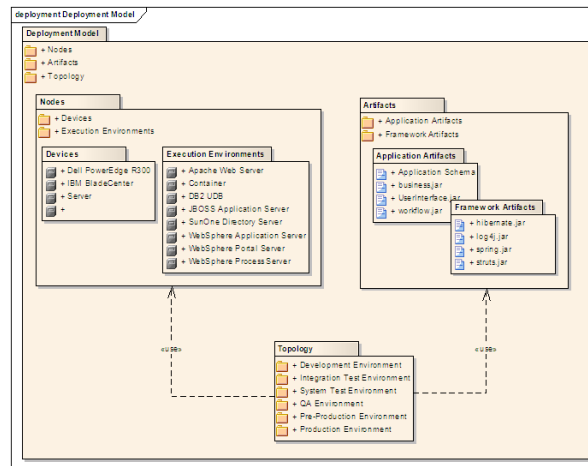 deployment Deployment Model
Deployment Model
+ Nodes
+ Artifacts
+ Topology
Nodes
+ Devices
+ Execution Environments
Devices
+ Dell PowerEdge R300
+ IBM BladeCenter
+ Server
+
Execution Environments
+ Apache Web Server
+ Container
+ DB2 UDB
+ JBOSS Application Server
+ SunOne Directory Server
+ WebSphere Application Server
+ WebSphere Portal Server
+ WebSphere Process Server
Artifacts
+ Application Artifacts
+ Framework Artifacts
Application Artifacts
+ Application Schema
+ business.jar
+ UserInterface.jar
+ workflow.jar
Framework Artifacts
+ hibernate.jar
+ log4j.jar
+ spring.jar
+ struts.jar
«use»
«use»
Topology
+ Development Environment
+ Integration Test Environment
+ System Test Environment
+ QA Environment
+ Pre-Production Environment
+ Production Environment